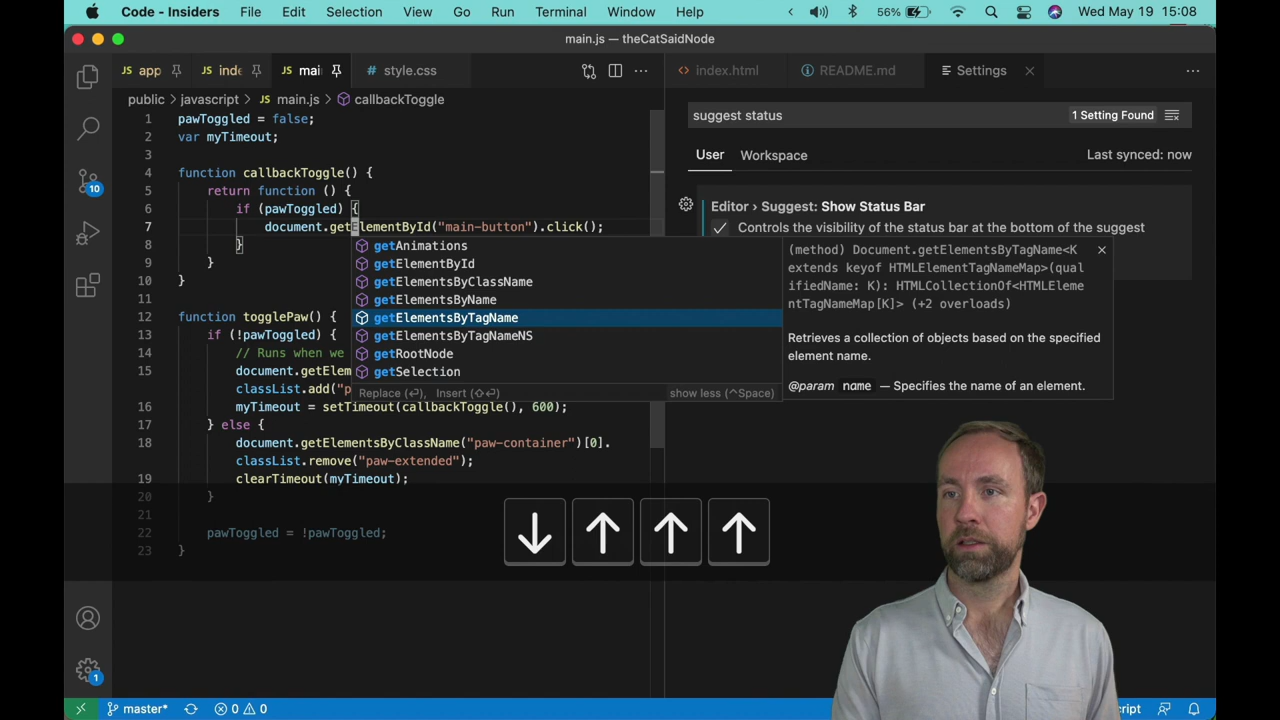 Code - Insiders File Edit Selection View Go Run Terminal Window Help 56% Wed May 19 15:08
main.js — theCatSaidNode
app inde main style.css index.html README.md Settings
public > javascript > JS main.js > callbackToggle
1 pawToggled = false;
2 var myTimeout;
3
4 function callbackToggle() {
5 return function () {
6 if (pawToggled) {
7 document.getElementById("main-button").click();
8 }
9 }
10 }
11
12 function togglePaw() {
13 if (!pawToggled) {
14 // Runs when we
15 document.getElem
classList.add("p
16 myTimeout = setTimeout(callbackToggle(), 600);
17 } else {
18 document.getElementsByClassName("paw-container")[0].
classList.remove("paw-extended");
19 clearTimeout(myTimeout);
20 }
21
22 pawToggled = !pawToggled;
23 }
getAnimations
getElementById
getElementsByClassName
getElementsByName
getElementsByTagName
getElementsByTagNameNS
getRootNode
getSelection
Replace (⏎), Insert (⇧⏎) show less (^Space)
suggest status 1 Setting Found
User Workspace Last synced: now
Editor › Suggest: Show Status Bar
Controls the visibility of the status bar at the bottom of the suggest
(method) Document.getElementsByTagName<K
extends keyof HTMLElementTagNameMap>(qual
ifiedName: K): HTMLCollectionOf<HTMLEleme
ntTagNameMap[K]> (+2 overloads)
Retrieves a collection of objects based on the specified
element name.
@param name — Specifies the name of an element.
↓ ↑ ↑ ↑
10
1
master* 0 0 cript